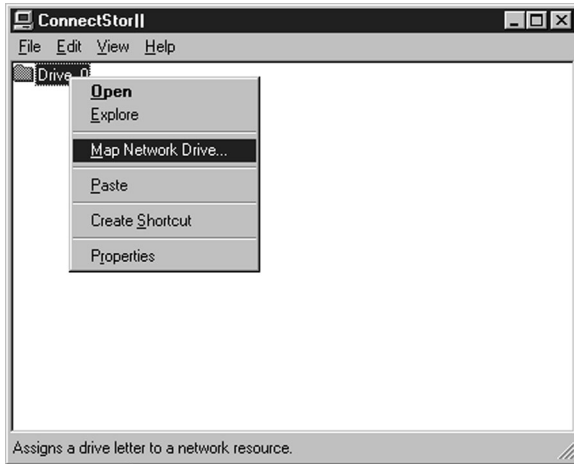 ConnectStorII
File Edit View Help
Drive_0
Open
Explore
Map Network Drive...
Paste
Create Shortcut
Properties
Assigns a drive letter to a network resource.